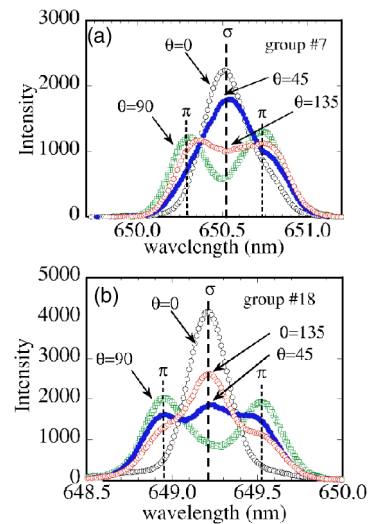 (a)
σ
group #7
θ=0
θ=45
θ=90
π
π
θ=135
Intensity
3000
2000
1000
0
650.0
650.5
651.0
wavelength (nm)
(b)
σ
group #18
θ=0
θ=135
θ=45
θ=90
π
π
Intensity
5000
4000
3000
2000
1000
0
648.5
649.0
649.5
650.0
wavelength (nm)